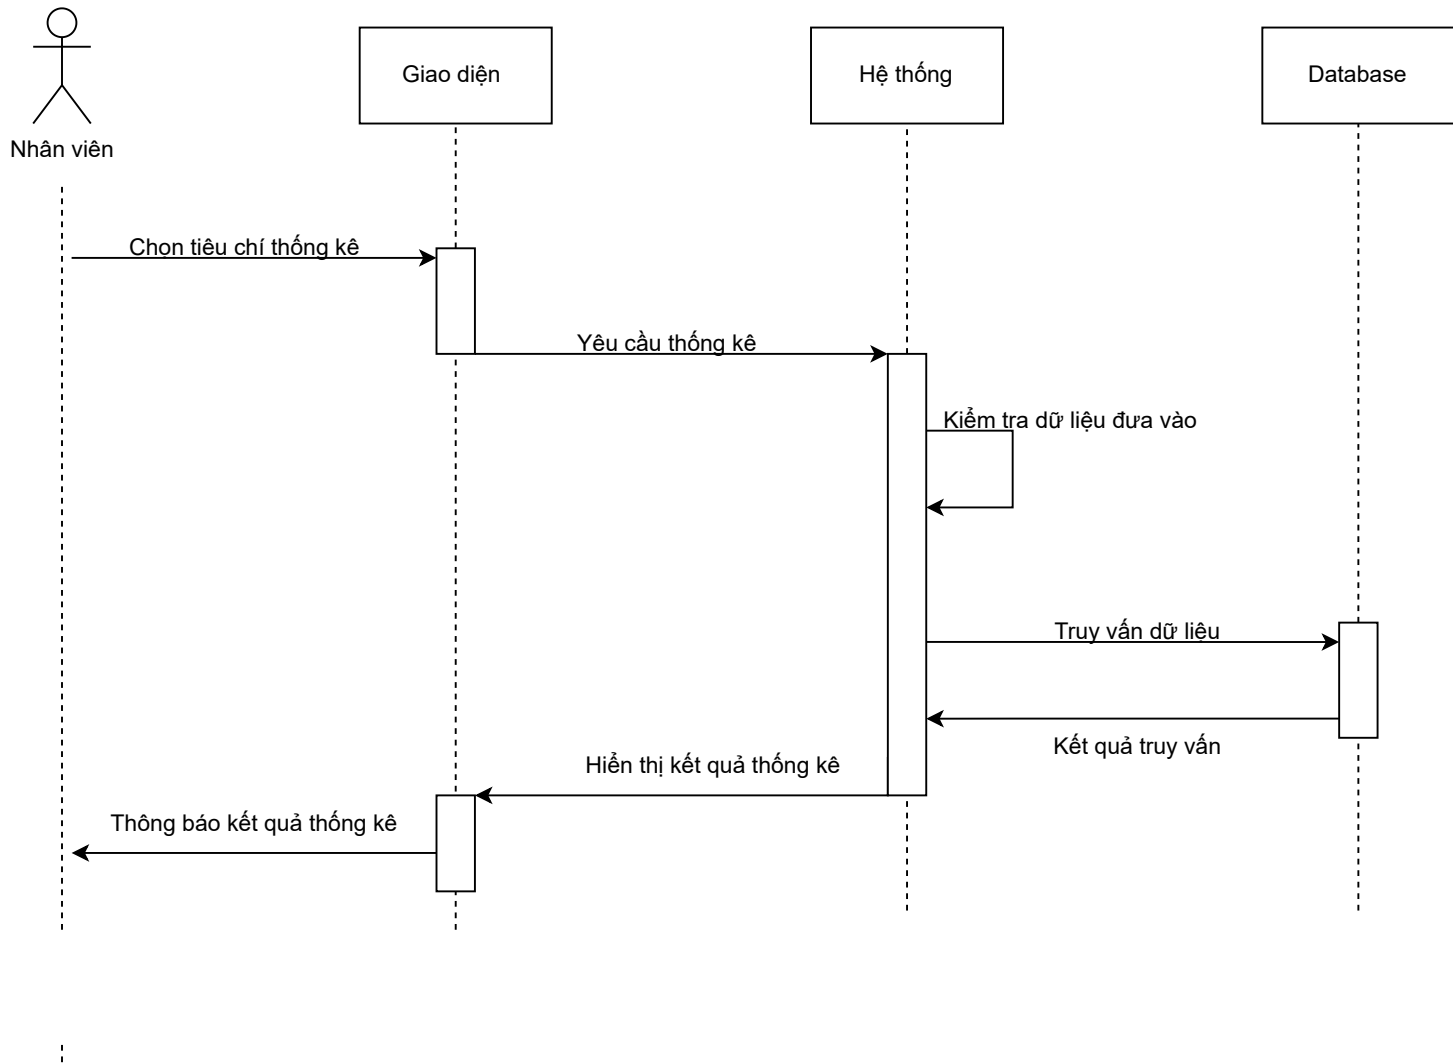 Giao diện
Hệ thống
Database
Nhân viên
Chọn tiêu chí thống kê
Yêu cầu thống kê
Kiểm tra dữ liệu đưa vào
Truy vấn dữ liệu
Kết quả truy vấn
Hiển thị kết quả thống kê
Thông báo kết quả thống kê